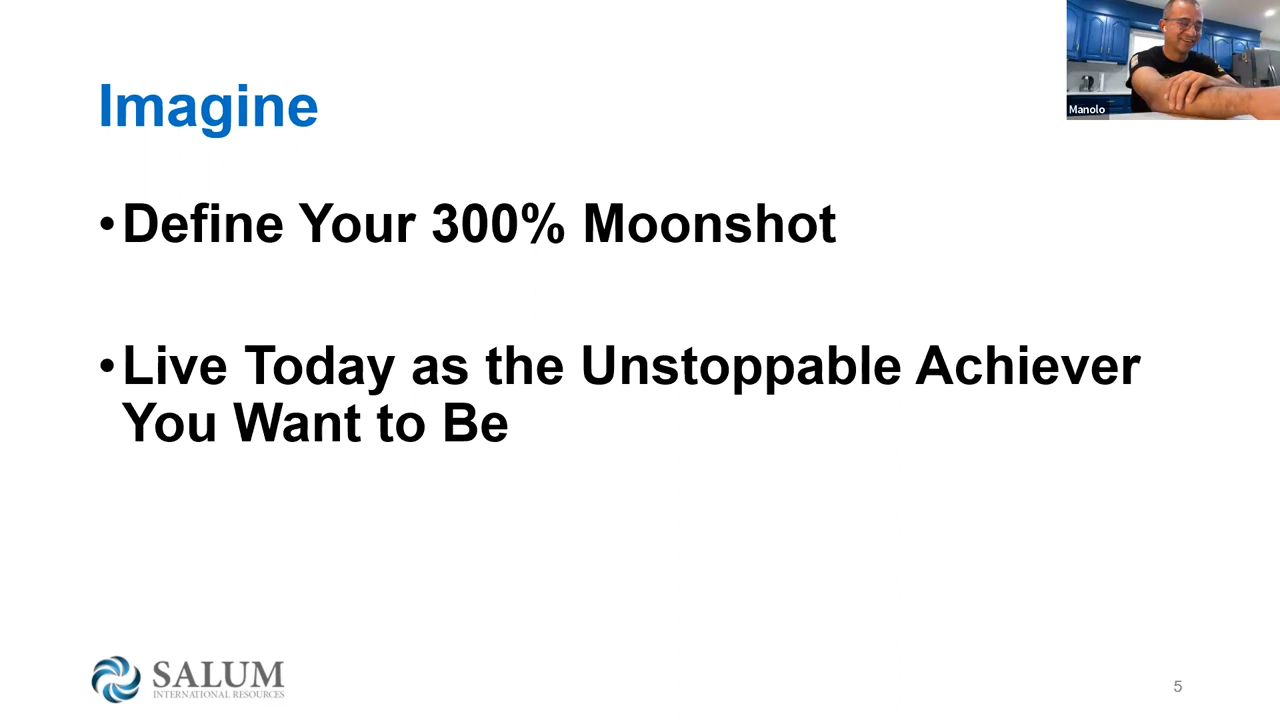 Imagine
Manolo
•Define Your 300% Moonshot
•Live Today as the Unstoppable Achiever
You Want to Be
SALUM
INTERNATIONAL RESOURCES
5